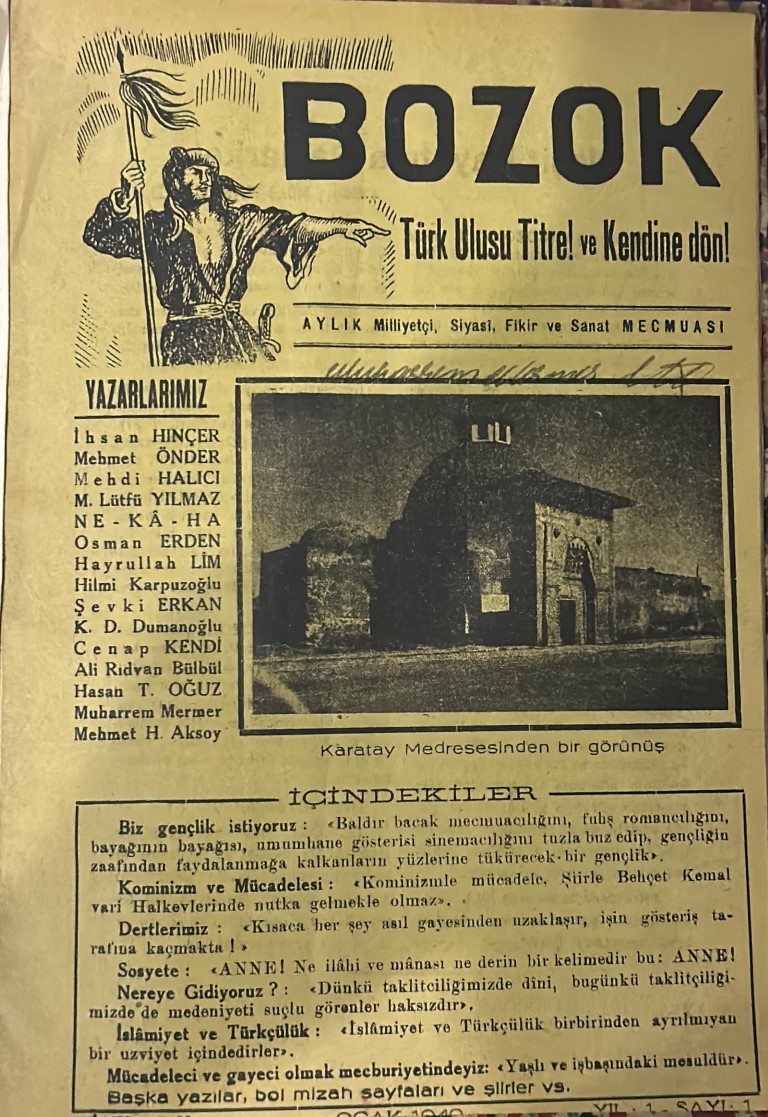 BOZOK
Türk Ulusu Titre! ve Kendine dön!
AYLIK Milliyetçi, Siyasi, Fikir ve Sanat MECMUASI
YAZARLARIMIZ
İhsan HINÇER
Mehmet ÖNDER
Mehdi HALICI
M. Lütfü YILMAZ
NE-KÂ-HA
Osman ERDEN
Hayrullah LİM
Hilmi Karpuzoğlu
Şevki ERKAN
K. D. Dumanoğlu
Cenap KENDİ
Ali Rıdvan Bülbül
Hasan T. OĞUZ
Muharrem Mermer
Mehmet H. Aksoy
Karatay Medresesinden bir görünüş
İÇİNDEKİLER
Biz gençlik istiyoruz : «Baldır bacak mecmuacılığını, fuhş romancılığını,
bayağının bayağısı, umumhane gösterisi sinemacılığını tuzla buz edip, gençliğin
zaafından faydalanmağa kalkanların yüzlerine tükürecek bir gençlik».
Kominizm ve Mücadelesi : «Kominizmle mücadele, Şiirle Behçet Kemal
vari Halkevlerinde nutka gelmekle olmaz».
Dertlerimiz : «Kısaca her şey asıl gayesinden uzaklaşır, işin gösteriş ta-
rafına kaçmakta ! »
Sosyete : «ANNE! Ne ilâhi ve mânası ne derin bir kelimedir bu: ANNE!
Nereye Gidiyoruz ? : «Dünkü taklitciligimizde dîni, bugünkü taklitçiligi-
mizde de medeniyeti suçlu görenler haksızdır».
İslâmiyet ve Türkçülük : «İslâmiyet ve Türkçülük birbirinden ayrılmıyan
bir uzviyet içindedirler».
Mücadeleci ve gayeci olmak mecburiyetindeyiz: «Yaşlı ve işbaşındaki mesuldür».
Başka yazılar, bol mizah sayfaları ve şiirler vs.
OCAK 1949 YIL : 1 - SAYI: 1